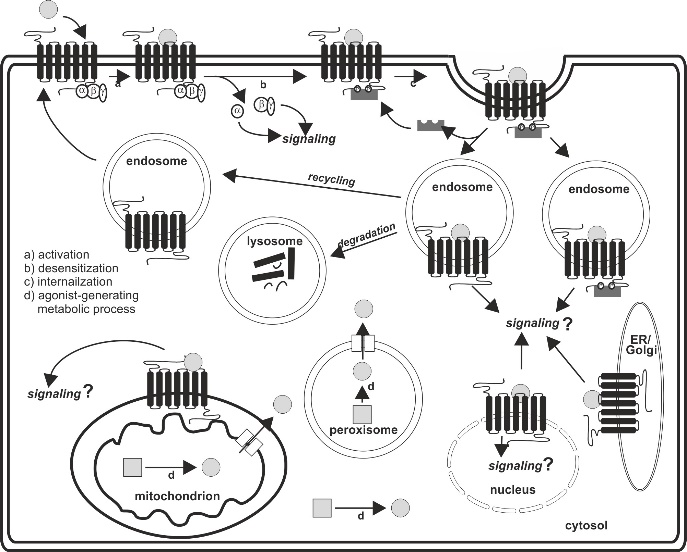 α β γ
a
α β γ
b
c
α
β γ
signaling
endosome
recycling
endosome
endosome
degradation
lysosome
a) activation
b) desensitization
c) internailzation
d) agonist-generating
metabolic process
signaling ?
ER/
Golgi
signaling ?
d
peroxisome
signaling ?
nucleus
d
mitochondrion
d
cytosol